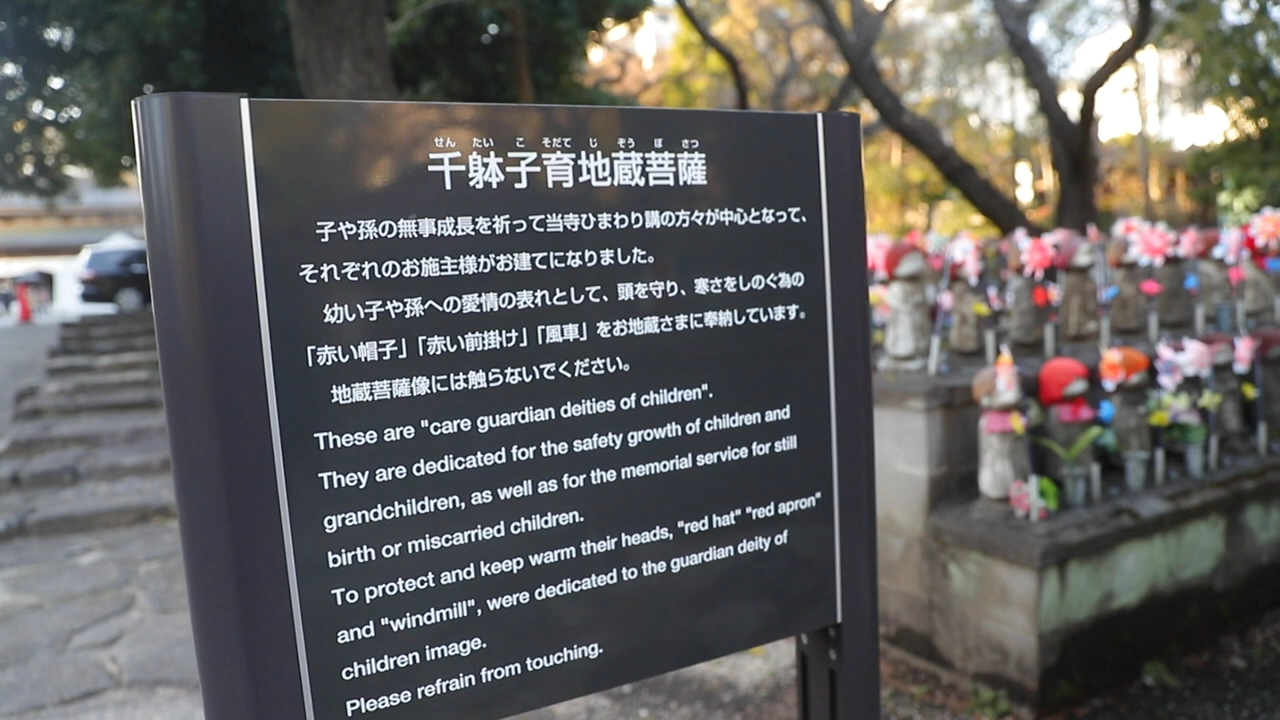 せん たい こ そだて じ ぞう ぼ さつ
千躰子育地蔵菩薩
子や孫の無事成長を祈って当寺ひまわり講の方々が中心となって、
それぞれのお施主様がお建てになりました。
幼い子や孫への愛情の表れとして、頭を守り、寒さをしのぐ為の
「赤い帽子」「赤い前掛け」「風車」をお地蔵さまに奉納しています。
地蔵菩薩像には触らないでください。
These are "care guardian deities of children".
They are dedicated for the safety growth of children and
grandchildren, as well as for the memorial service for still
birth or miscarried children.
To protect and keep warm their heads, "red hat" "red apron"
and "windmill", were dedicated to the guardian deity of
children image.
Please refrain from touching.